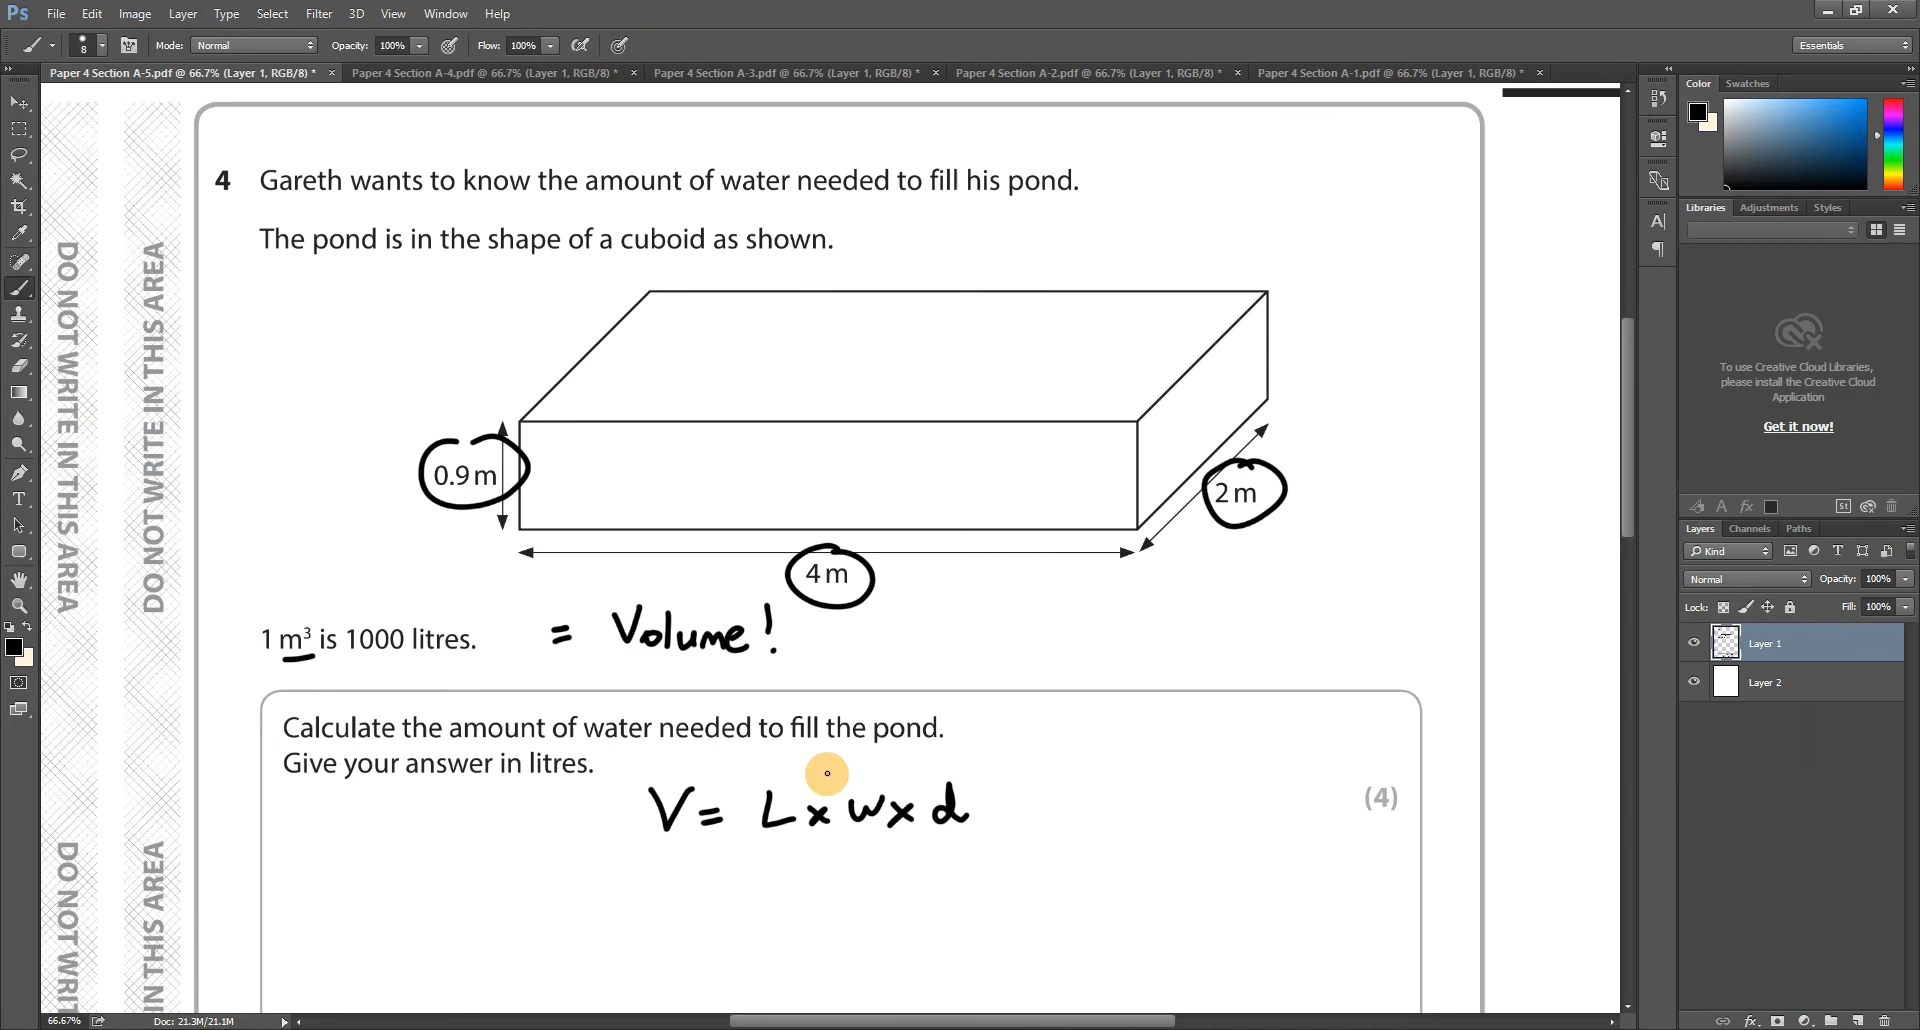 Ps File Edit Image Layer Type Select Filter 3D View Window Help
8 Mode: Normal Opacity: 100% Flow: 100% Essentials
Paper 4 Section A-5.pdf @ 66.7% (Layer 1, RGB/8) * × Paper 4 Section A-4.pdf @ 66.7% (Layer 1, RGB/8) * × Paper 4 Section A-3.pdf @ 66.7% (Layer 1, RGB/8) * × Paper 4 Section A-2.pdf @ 66.7% (Layer 1, RGB/8) * × Paper 4 Section A-1.pdf @ 66.7% (Layer 1, RGB/8) * ×
DO NOT WRITE IN THIS AREA
DO NOT WRITE IN THIS AREA
DO NOT WRIT
IN THIS AREA
4 Gareth wants to know the amount of water needed to fill his pond.
The pond is in the shape of a cuboid as shown.
0.9 m
2 m
4 m
1 m³ is 1000 litres. = Volume!
Calculate the amount of water needed to fill the pond.
Give your answer in litres.
V = L x w x d
(4)
66.67% Doc: 21.3M/21.1M
Color Swatches
Libraries Adjustments Styles
To use Creative Cloud Libraries,
please install the Creative Cloud
Application
Get it now!
St
Layers Channels Paths
Kind
Normal Opacity: 100%
Lock: Fill: 100%
Layer 1
Layer 2